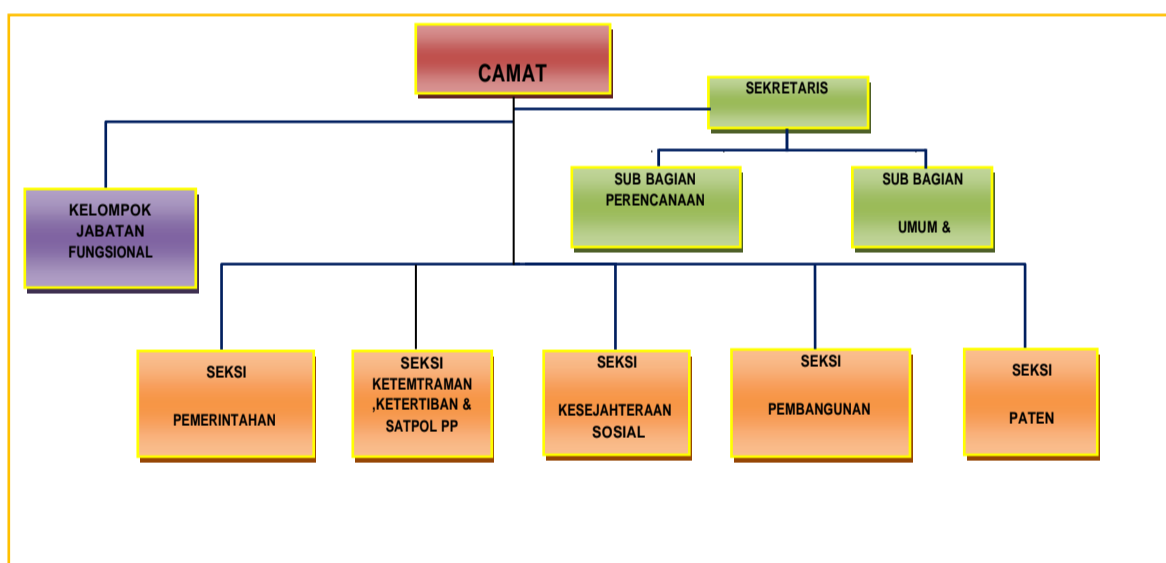 CAMAT
SEKRETARIS
SUB BAGIAN
PERENCANAAN
SUB BAGIAN
UMUM &
KELOMPOK
JABATAN
FUNGSIONAL
SEKSI
PEMERINTAHAN
SEKSI
KETEMTRAMAN
,KETERTIBAN &
SATPOL PP
SEKSI
KESEJAHTERAAN
SOSIAL
SEKSI
PEMBANGUNAN
SEKSI
PATEN